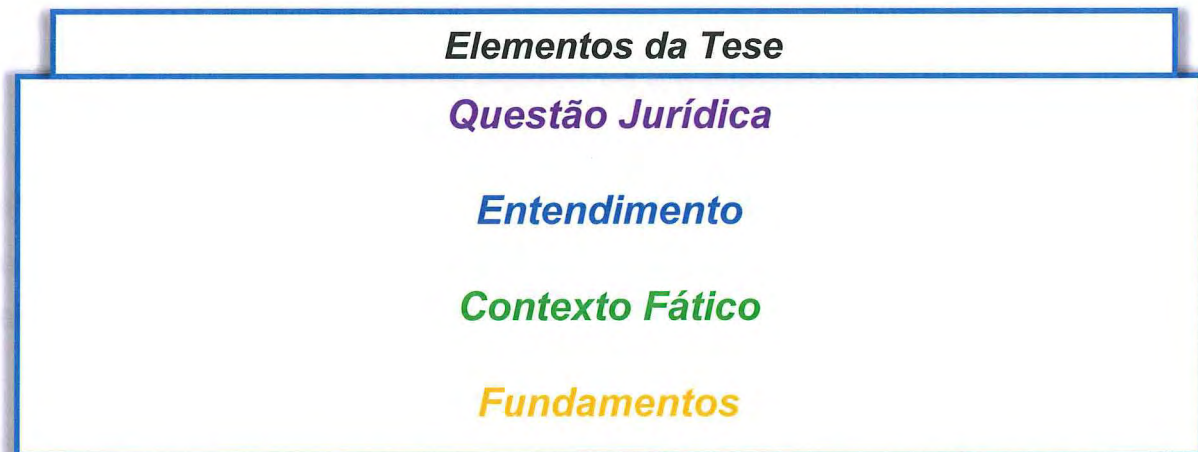 Elementos da Tese
Questão Jurídica
Entendimento
Contexto Fático
Fundamentos